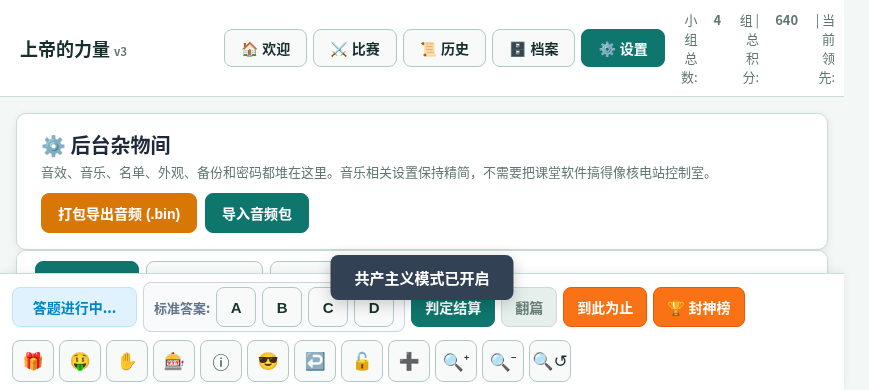 上帝的力量 v3
🏠 欢迎
⚔️ 比赛
📜 历史
🗄️ 档案
⚙️ 设置
小组总数: 4 组 | 总积分: 640 | 当前领先:
⚙️ 后台杂物间
音效、音乐、名单、外观、备份和密码都堆在这里。音乐相关设置保持精简，不需要把课堂软件搞得像核电站控制室。
打包导出音频 (.bin)
导入音频包
共产主义模式已开启
答题进行中...
标准答案: A B C D
判定结算
翻篇
到此为止
🏆 封神榜